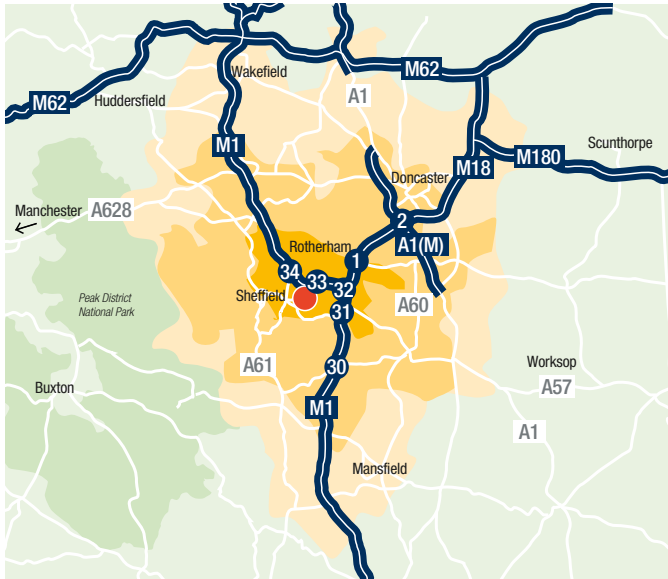 Wakefield
M62
A1
M62
Huddersfield
M1
Scunthorpe
M18
M180
Doncaster
Manchester
A628
2
A1(M)
Rotherham
1
34
33
32
Sheffield
Peak District
National Park
31
A60
30
A61
Worksop
Buxton
A57
M1
A1
Mansfield